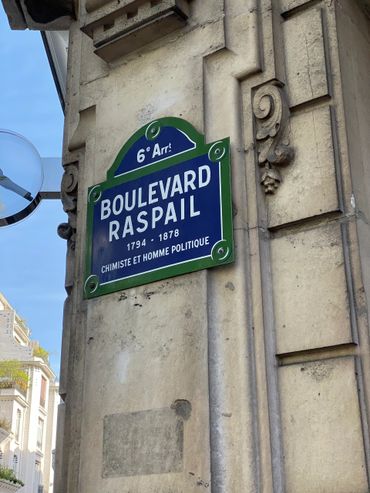 6e Arrt
BOULEVARD
RASPAIL
1794 - 1878
CHIMISTE ET HOMME POLITIQUE